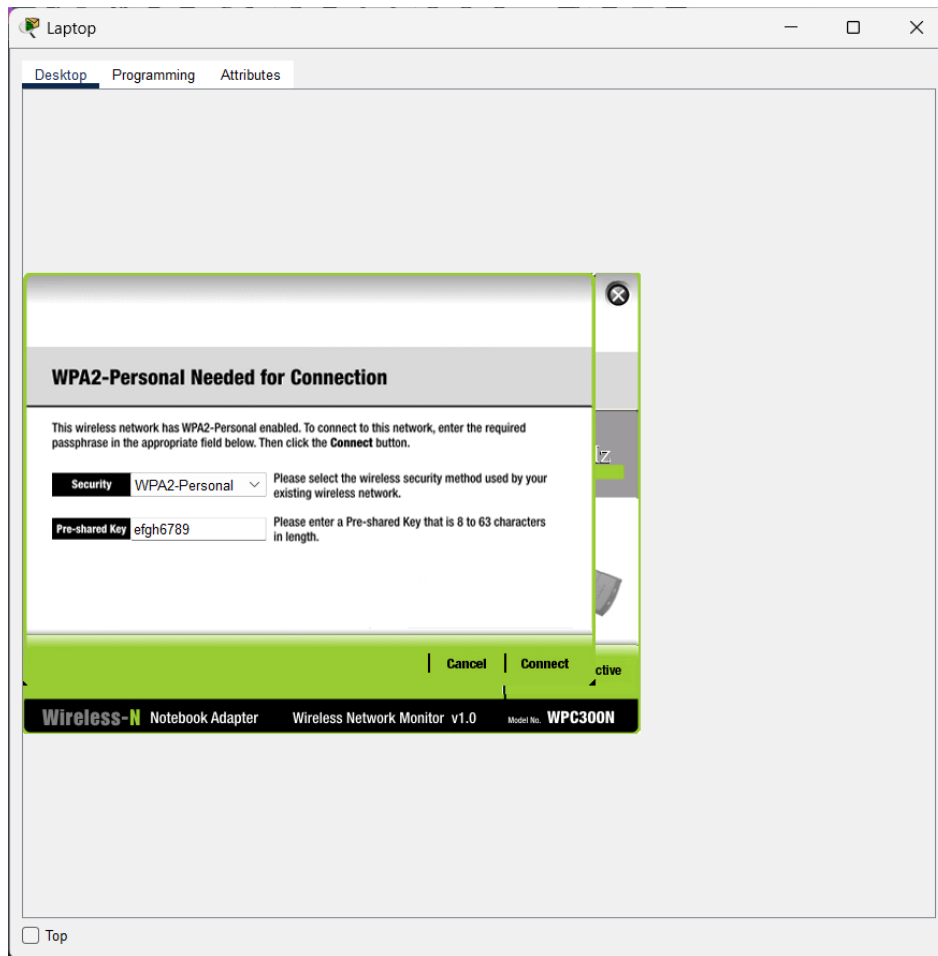 Laptop
Desktop Programming Attributes
WPA2-Personal Needed for Connection
This wireless network has WPA2-Personal enabled. To connect to this network, enter the required
passphrase in the appropriate field below. Then click the Connect button.
Security WPA2-Personal Please select the wireless security method used by your
existing wireless network.
Pre-shared Key efgh6789 Please enter a Pre-shared Key that is 8 to 63 characters
in length.
Cancel Connect
ctive
Wireless-N Notebook Adapter Wireless Network Monitor v1.0 Model No. WPC300N
Top